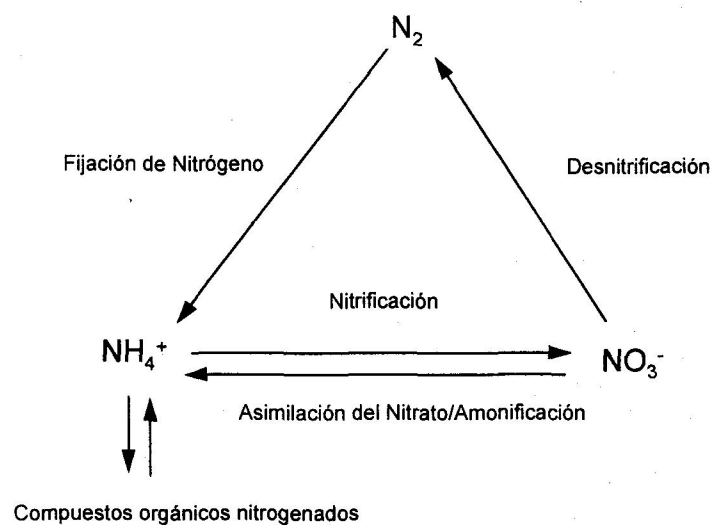 N₂
Fijación de Nitrógeno
Desnitrificación
Nitrificación
NH₄⁺
NO₃⁻
Asimilación del Nitrato/Amonificación
Compuestos orgánicos nitrogenados